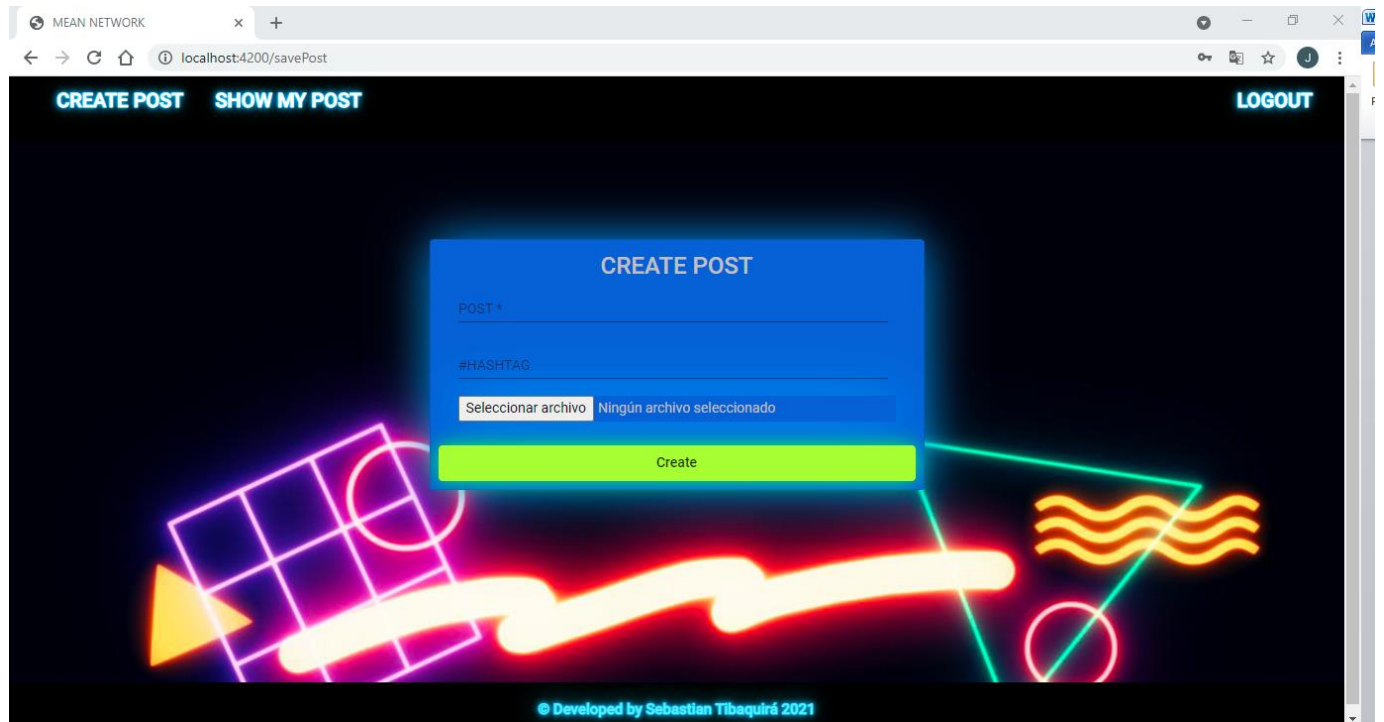 MEAN NETWORK
localhost:4200/savePost
J
CREATE POST SHOW MY POST LOGOUT
CREATE POST
POST *
#HASHTAG
Seleccionar archivo Ningún archivo seleccionado
Create
© Developed by Sebastian Tibaquirá 2021